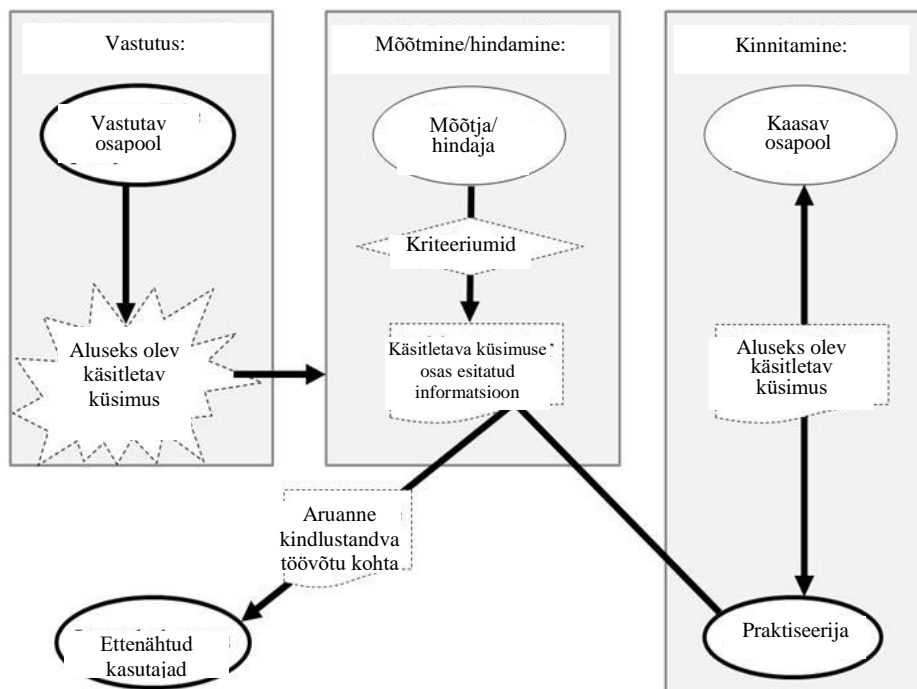 Vastutus:
Vastutav
osapool
Aluseks olev
käsitletav
küsimus
Mõõtmine/hindamine:
Mõõtja/
hindaja
Kriteeriumid
Käsitletava küsimuse
osas esitatud
informatsioon
Kinnitamine:
Kaasav
osapool
Aluseks olev
käsitletav
küsimus
Praktiseerija
Aruanne
kindlustandva
töövõtu kohta
Ettenähtud
kasutajad